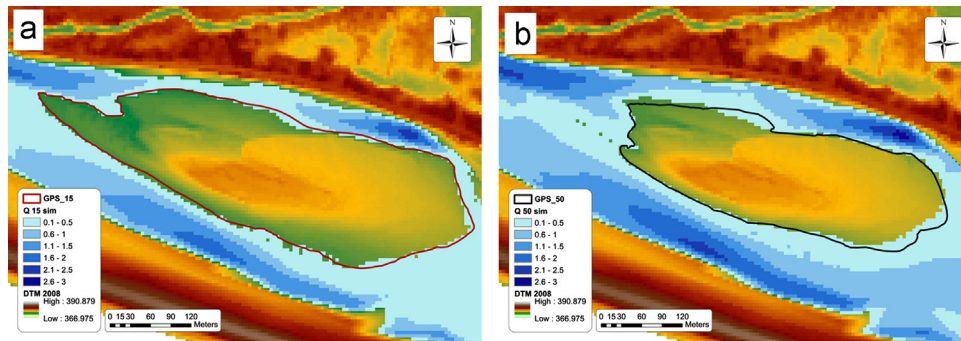 a
N
GPS_15
Q 15 sim
0.1 - 0.5
0.6 - 1
1.1 - 1.5
1.6 - 2
2.1 - 2.5
2.6 - 3
DTM 2008
High : 390.879
Low : 366.975
0 15 30 60 90 120
Meters
b
N
GPS_50
Q 50 sim
0.1 - 0.5
0.6 - 1
1.1 - 1.5
1.6 - 2
2.1 - 2.5
2.6 - 3
DTM 2008
High : 390.879
Low : 366.975
0 15 30 60 90 120
Meters